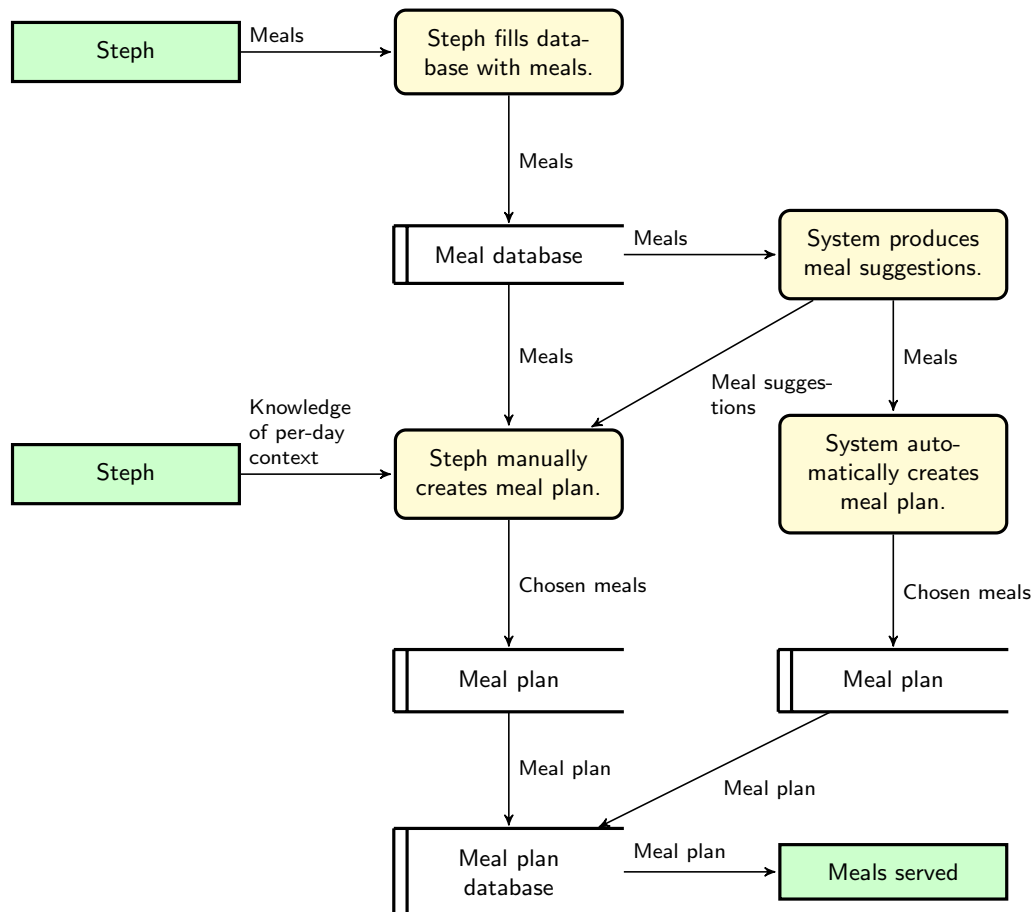 Steph
Meals
Steph fills data-
base with meals.
Meals
Meal database
Meals
System produces
meal suggestions.
Meals
Meal sugges-
tions
Meals
Steph
Knowledge
of per-day
context
Steph manually
creates meal plan.
System auto-
matically creates
meal plan.
Chosen meals
Chosen meals
Meal plan
Meal plan
Meal plan
Meal plan
Meal plan
database
Meal plan
Meals served